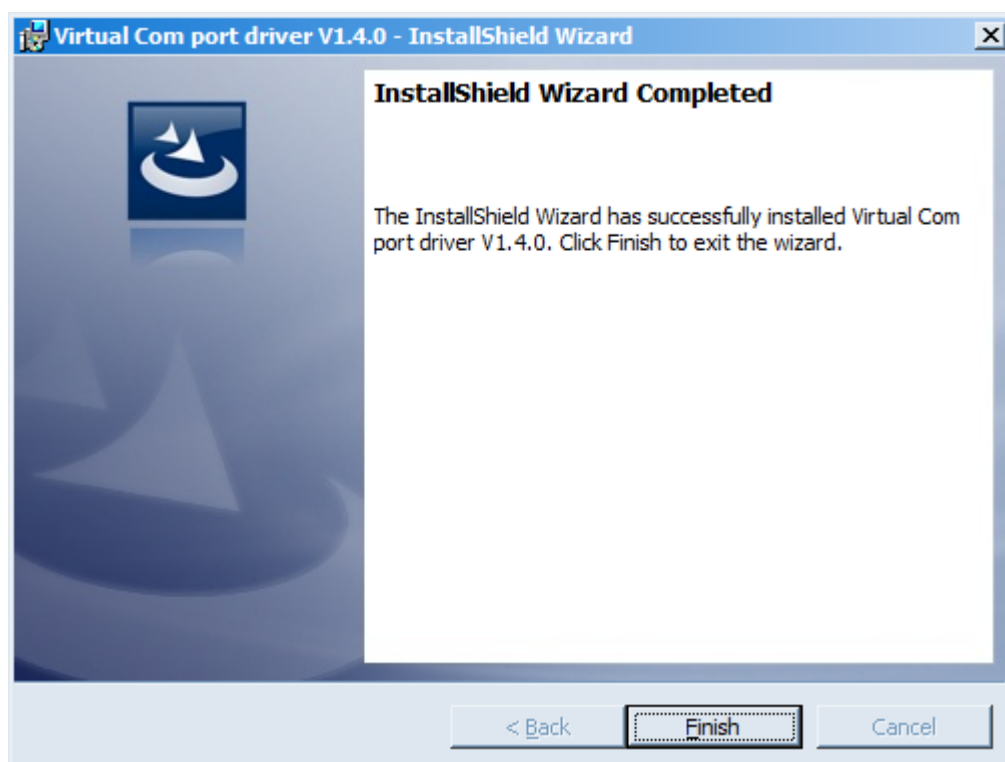 Virtual Com port driver V1.4.0 - InstallShield Wizard
InstallShield Wizard Completed
The InstallShield Wizard has successfully installed Virtual Com
port driver V1.4.0. Click Finish to exit the wizard.
< Back
Finish
Cancel